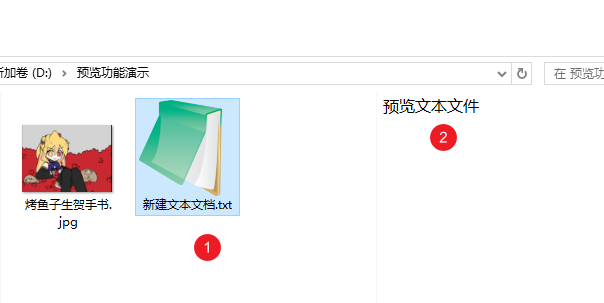 新加卷 (D:) › 预览功能演示
在 预览功
预览文本文件
2
烤鱼子生贺手书.
jpg
新建文本文档.txt
1